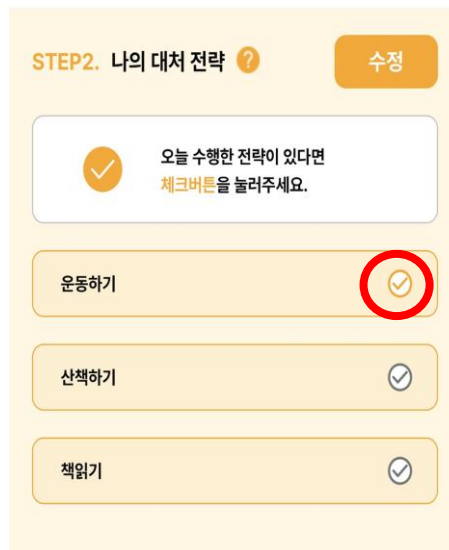 STEP2. 나의 대처 전략 ?
수정
오늘 수행한 전략이 있다면
체크버튼을 눌러주세요.
운동하기
산책하기
책읽기